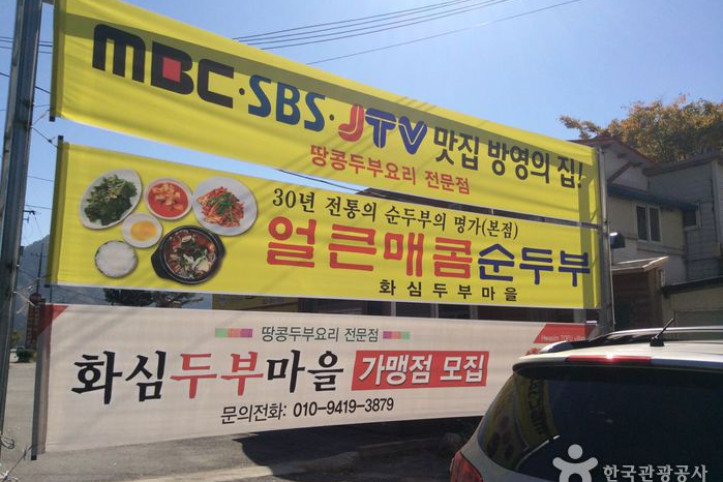 MBC·SBS·JTV 맛집 방영의 집!
땅콩두부요리 전문점
30년 전통의 순두부의 명가(본점)
얼큰매콤순두부
화심두부마을
땅콩두부요리 전문점
화심두부마을 가맹점 모집
문의전화: 010-9419-3879
한국관광공사